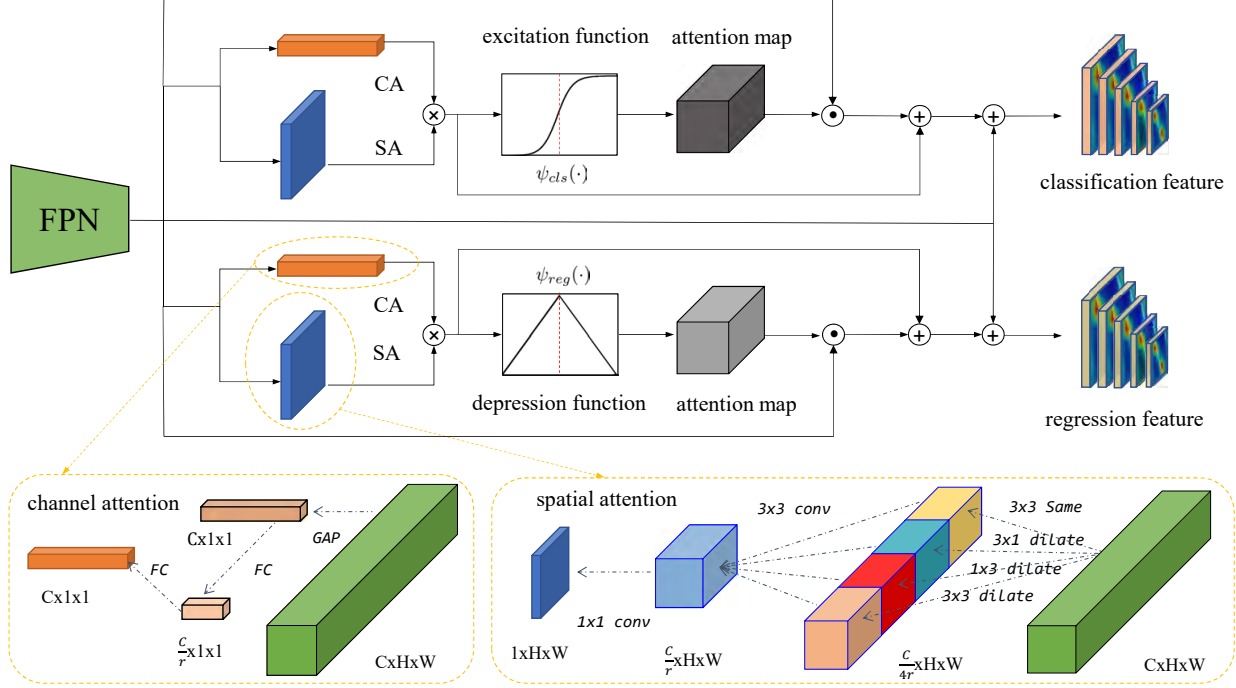 excitation function
attention map
CA
SA
ψ_cls(·)
classification feature
FPN
ψ_reg(·)
CA
SA
depression function
attention map
regression feature
channel attention
Cx1x1
GAP
FC
FC
Cx1x1
C/r x1x1
CxHxW
spatial attention
3x3 conv
3x3 Same
3x1 dilate
1x3 dilate
3x3 dilate
1x1 conv
1xHxW
C/r xHxW
C/4r xHxW
CxHxW